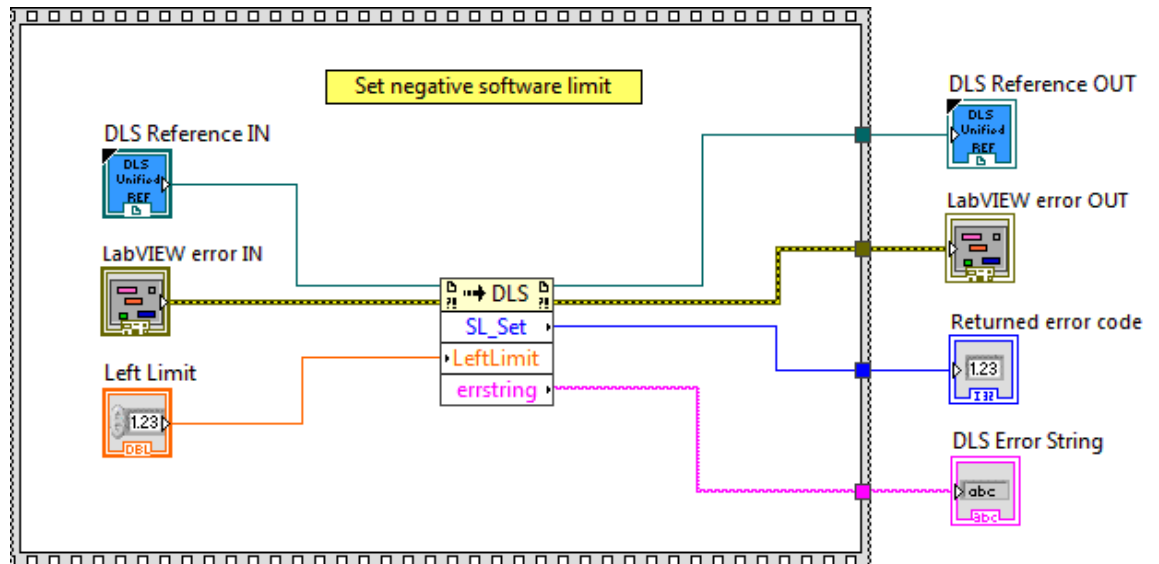 Set negative software limit
DLS Reference IN
DLS
Unified
REF
LabVIEW error IN
Left Limit
1.23
DBL
?! DLS ?!
SL_Set
LeftLimit
errstring
DLS Reference OUT
DLS
Unified
REF
LabVIEW error OUT
Returned error code
1.23
I32
DLS Error String
abc
abc